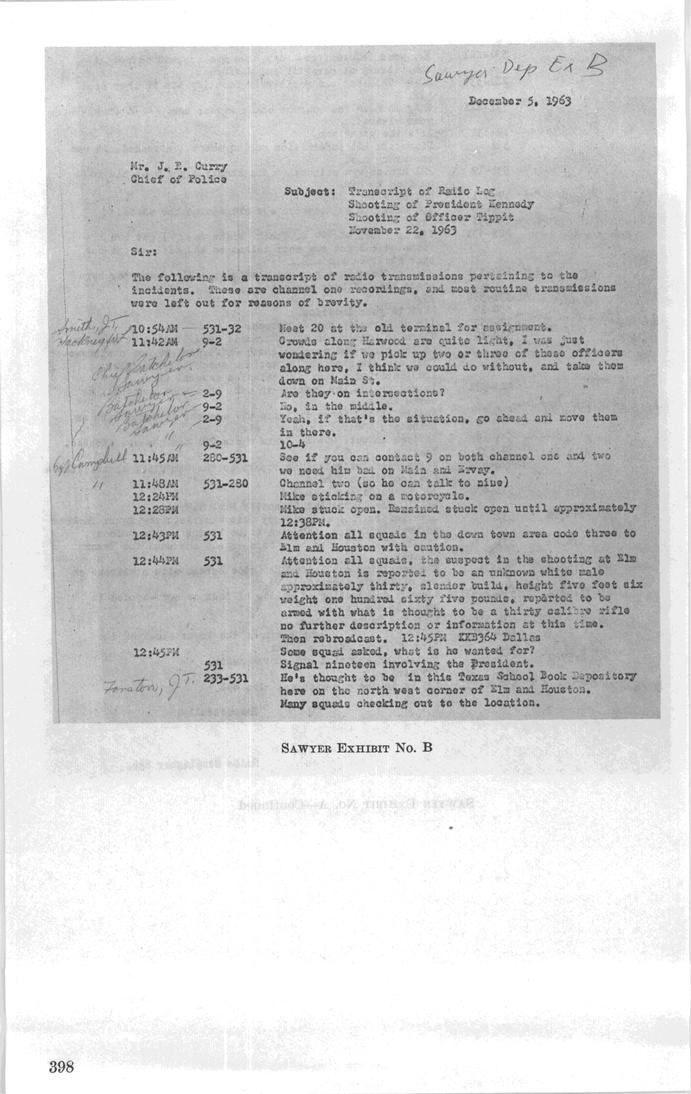 Sawyer Dep Ex B
December 5, 1963
Mr. J. E. Curry
Chief of Police
Subject: Transcript of Radio Log
Shooting of President Kennedy
Shooting of Officer Tippit
November 22, 1963
Sir:
The following is a transcript of radio transmissions pertaining to the
incidents. These are channel one recordings, and most routine transmissions
were left out for reasons of brevity.
Smith, J.T. 10:54AM 531-32 Meet 20 at the old terminal for assignment.
11:42AM 9-2 Crowds along Harwood are quite light, I was just
wondering if we pick up two or three of these officers
along here, I think we could do without, and take them
down on Main St.
Chief Batchelor
Sawyer
Batchelor 2-9 Are they on intersections?
Sawyer 9-2 No, in the middle.
Batchelor 2-9 Yeah, if that's the situation, go ahead and move them
in there.
Sawyer
" " 9-2 10-4
Campbell 11:45AM 280-531 See if you can contact 9 on both channel one and two
we need him bad on Main and Ervay.
" 11:48AM 531-280 Channel two (so he can talk to nine)
12:24PM Mike sticking on a motorcycle.
12:28PM Mike stuck open. Remained stuck open until approximately
12:38PM.
12:43PM 531 Attention all squads in the down town area code three to
Elm and Houston with caution.
12:44PM 531 Attention all squads, the suspect in the shooting at Elm
and Houston is reported to be an unknown white male
approximately thirty, slender build, height five feet six
weight one hundred sixty five pounds, reported to be
armed with what is thought to be a thirty calibre rifle
no further description or information at this time.
Then rebroadcast. 12:45PM KKB364 Dallas
12:45PM Some squad asked, what is he wanted for?
531 Signal nineteen involving the President.
J.T. 233-531 He's thought to be in this Texas School Book Depository
here on the north west corner of Elm and Houston.
Many squads checking out to the location.
SAWYER EXHIBIT No. B
398